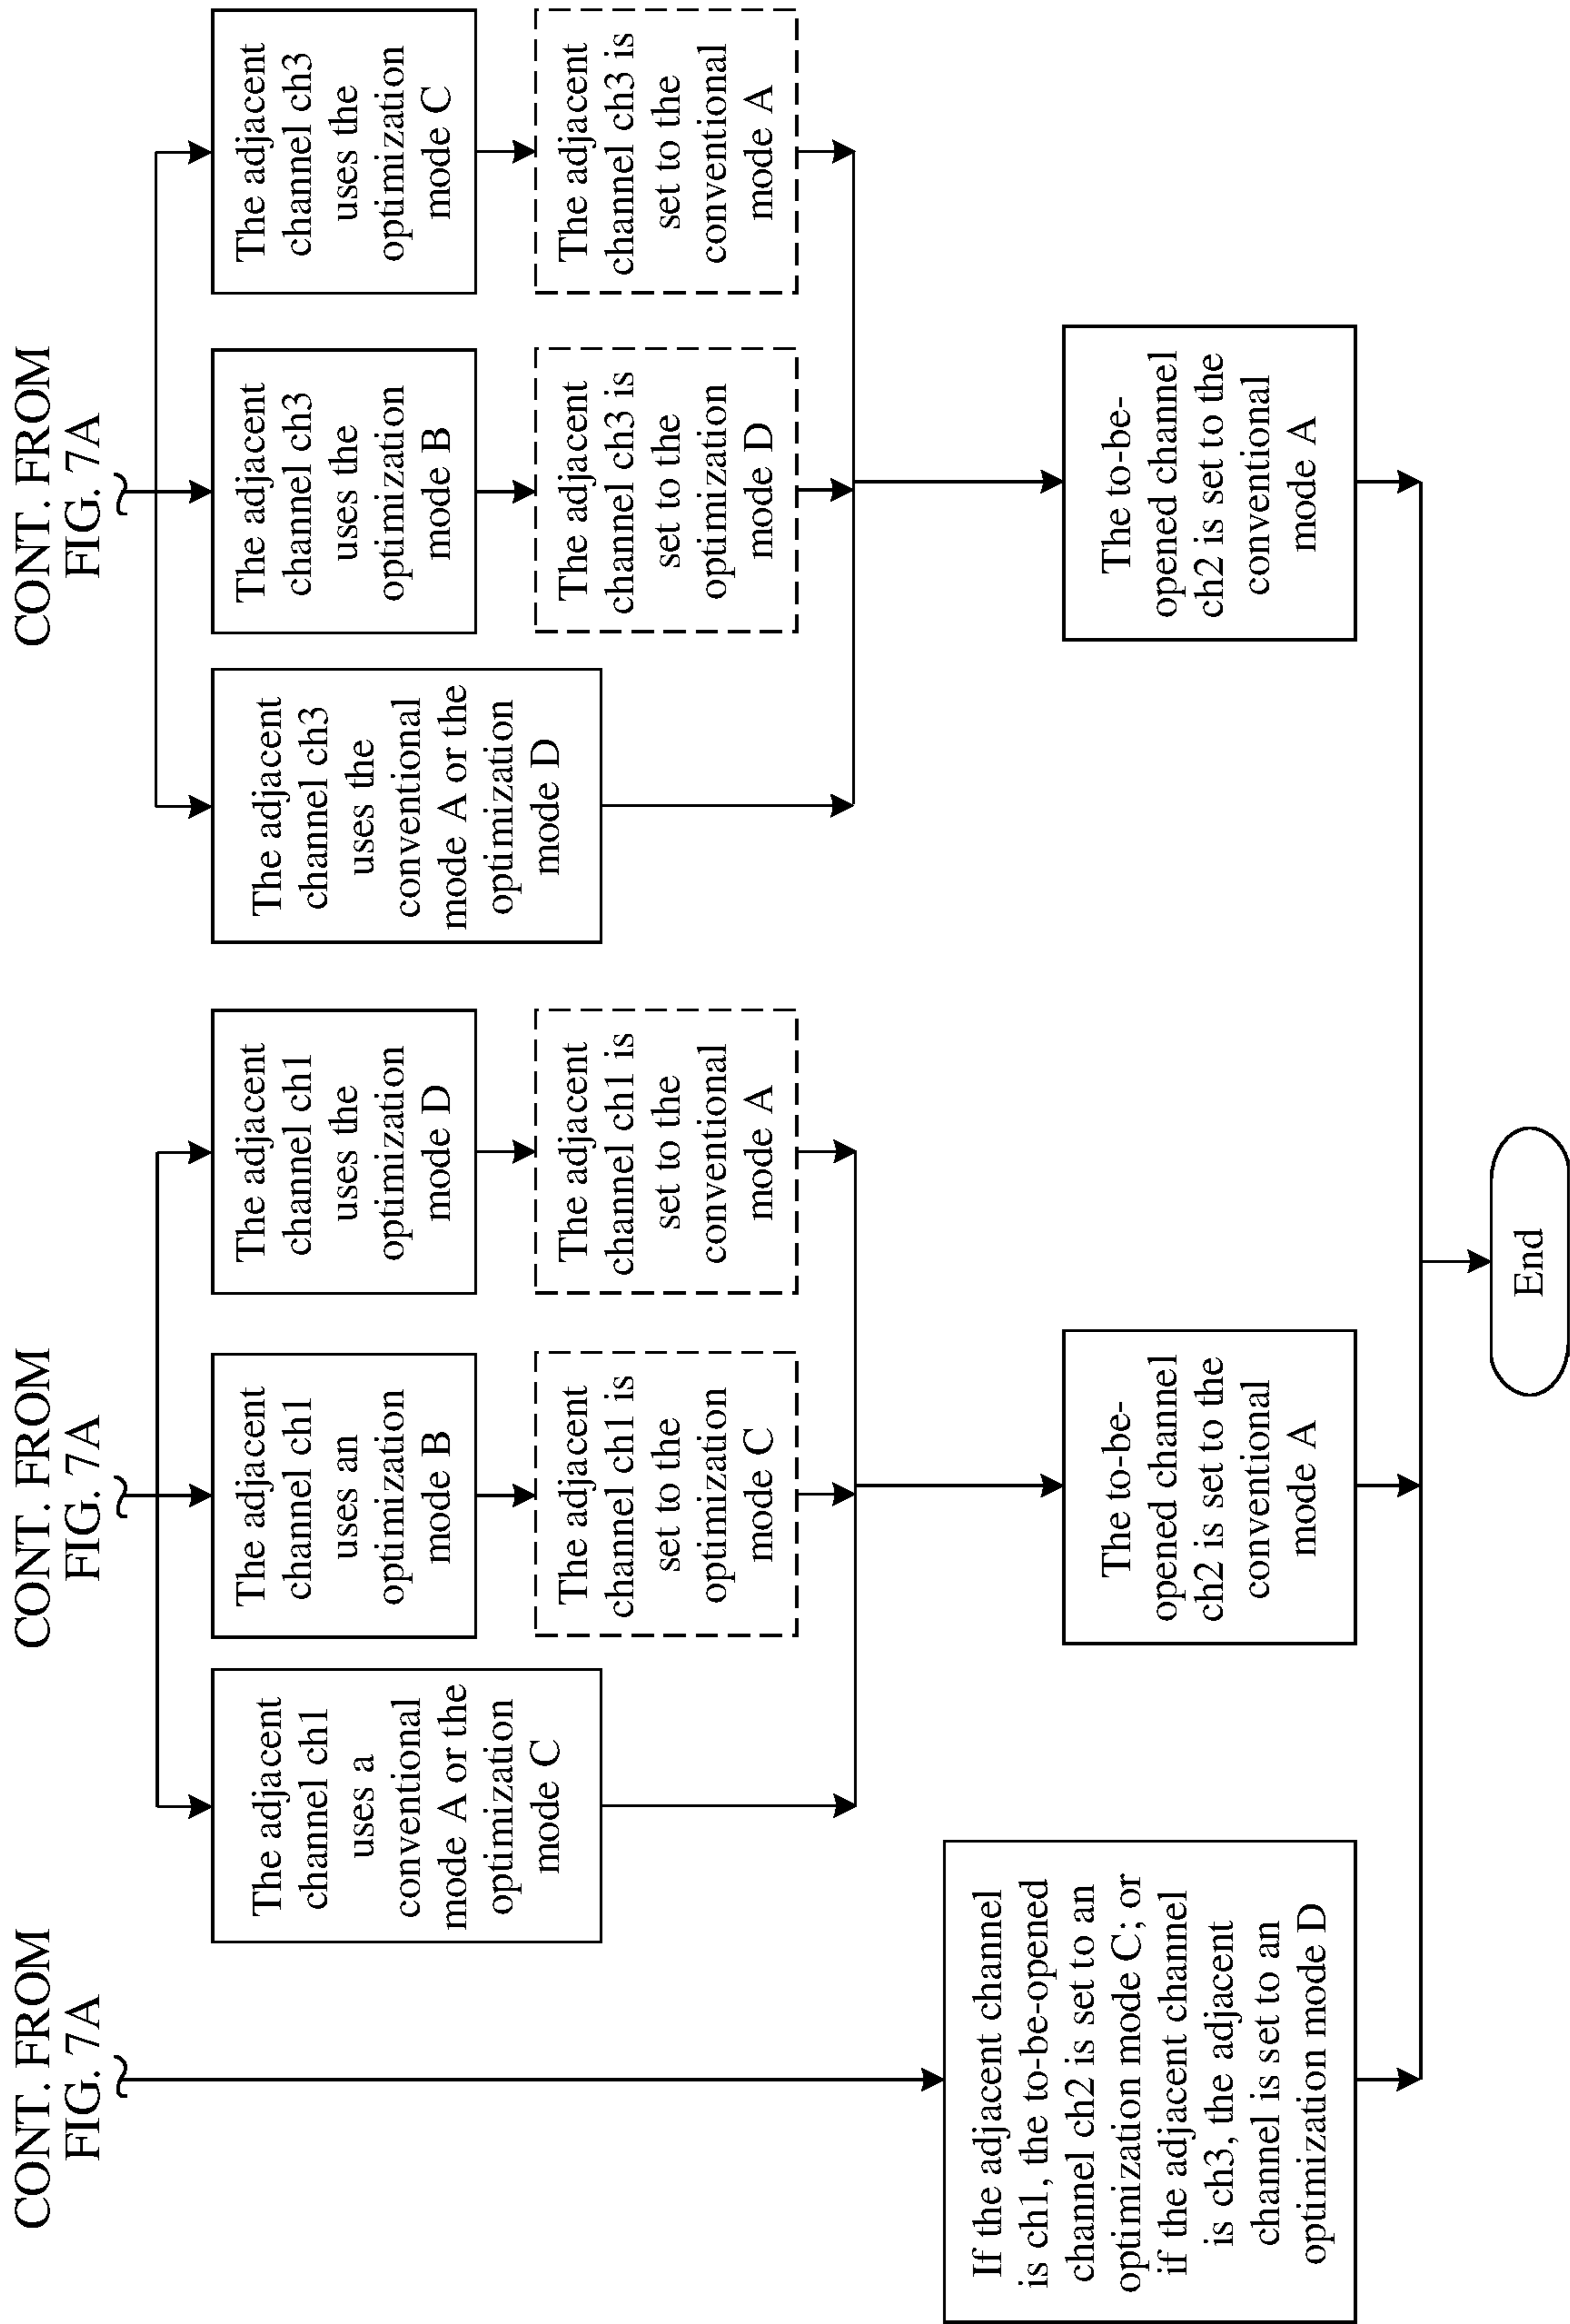 CONT. FROM
FIG. 7A
CONT. FROM
FIG. 7A
CONT. FROM
FIG. 7A
The adjacent
channel ch1
uses a
conventional
mode A or the
optimization
mode C
The adjacent
channel ch1
uses an
optimization
mode B
The adjacent
channel ch1
uses the
optimization
mode D
The adjacent
channel ch3
uses the
conventional
mode A or the
optimization
mode D
The adjacent
channel ch3
uses the
optimization
mode B
The adjacent
channel ch3
uses the
optimization
mode C
The adjacent
channel ch1 is
set to the
optimization
mode C
The adjacent
channel ch1 is
set to the
conventional
mode A
The adjacent
channel ch3 is
set to the
optimization
mode D
The adjacent
channel ch3 is
set to the
conventional
mode A
If the adjacent channel
is ch1, the to-be-opened
channel ch2 is set to an
optimization mode C; or
if the adjacent channel
is ch3, the adjacent
channel is set to an
optimization mode D
The to-be-
opened channel
ch2 is set to the
conventional
mode A
The to-be-
opened channel
ch2 is set to the
conventional
mode A
End